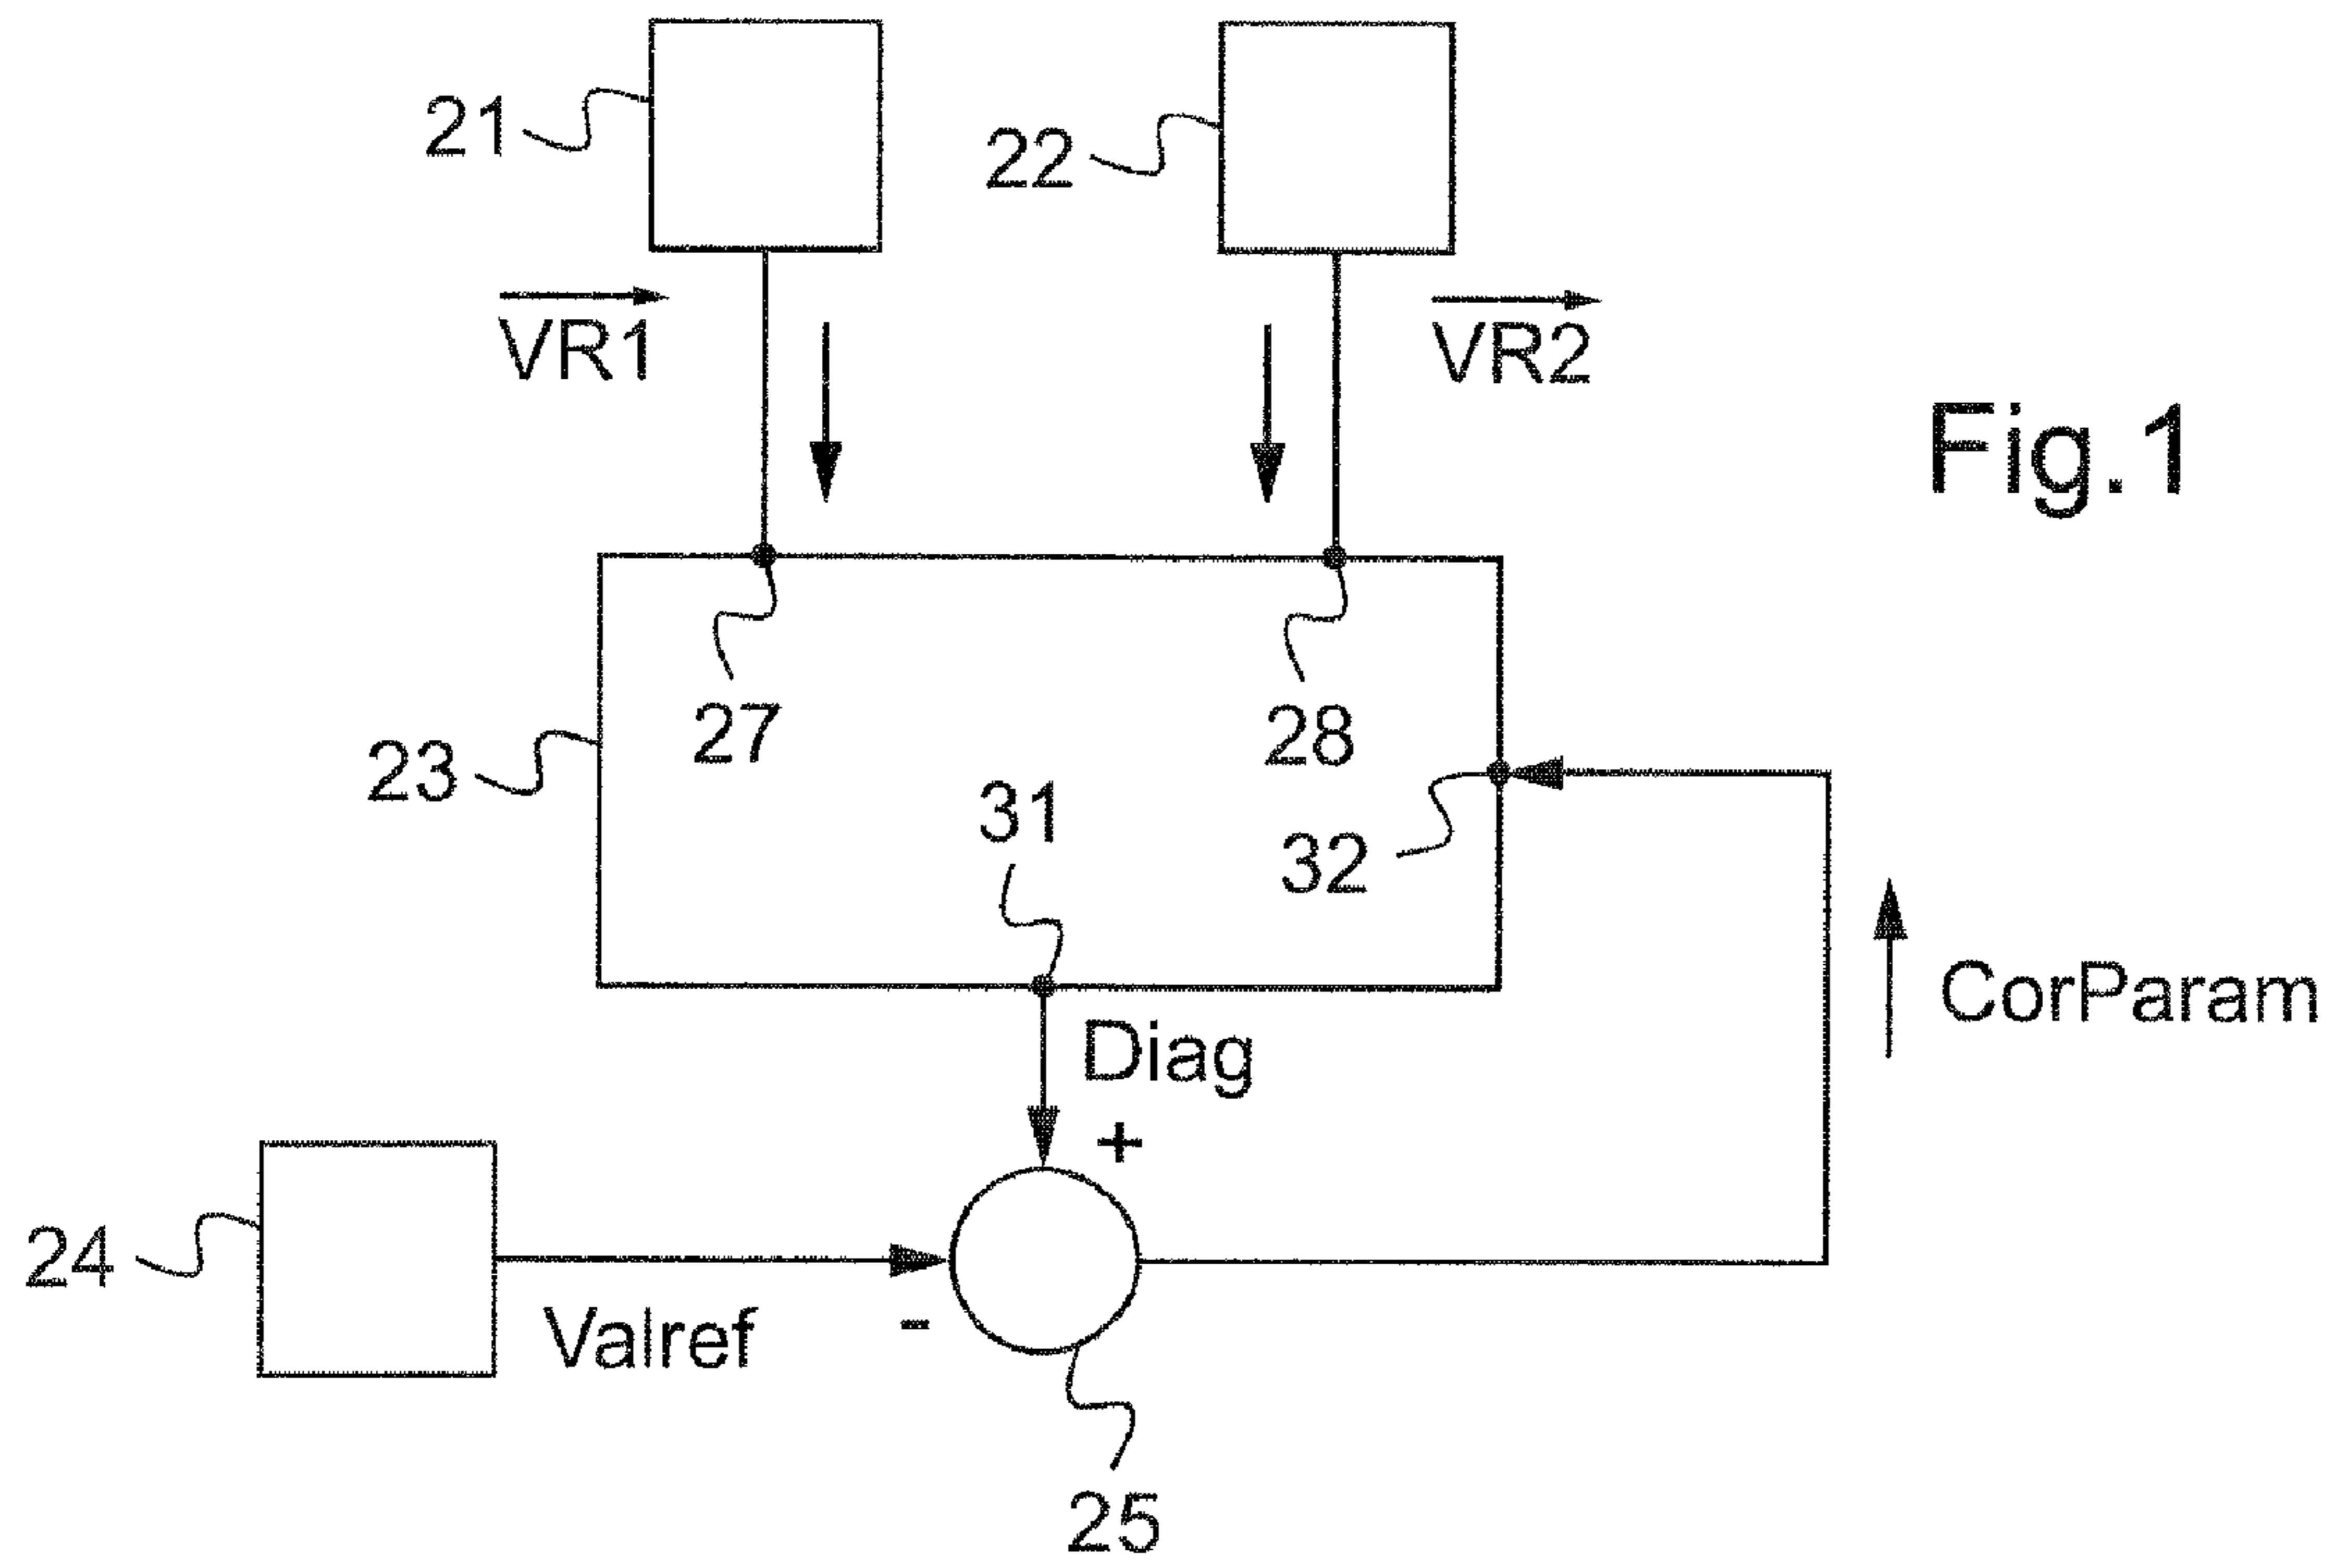 21
22
VR1
VR2
Fig.1
27
28
23
31
32
CorParam
Diag
+
24
Valref
-
25